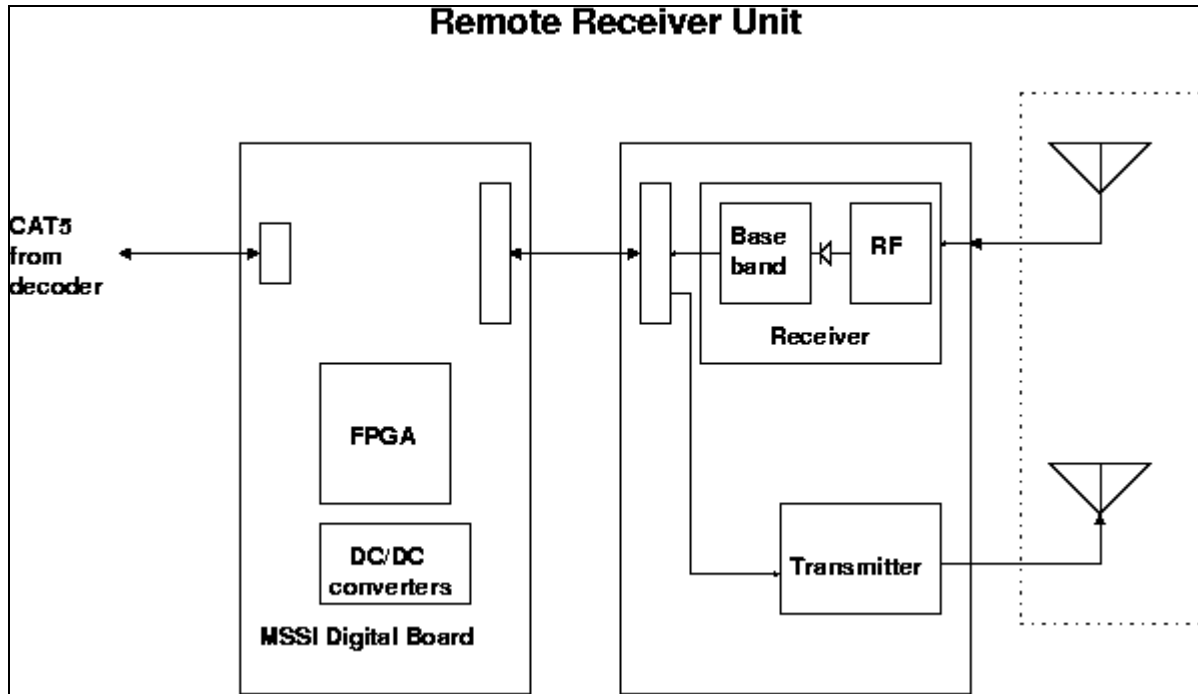 Remote Receiver Unit
CAT5
from
decoder
Base
band
RF
Receiver
FPGA
DC/DC
converters
MSSI Digital Board
Transmitter